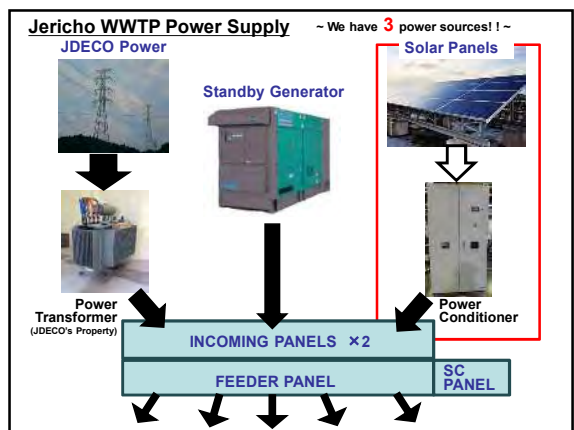 Jericho WWTP Power Supply ~ We have 3 power sources! ! ~
JDECO Power
Standby Generator
Solar Panels
Power
Transformer
(JDECO's Property)
Power
Conditioner
INCOMING PANELS ×2
FEEDER PANEL
SC
PANEL